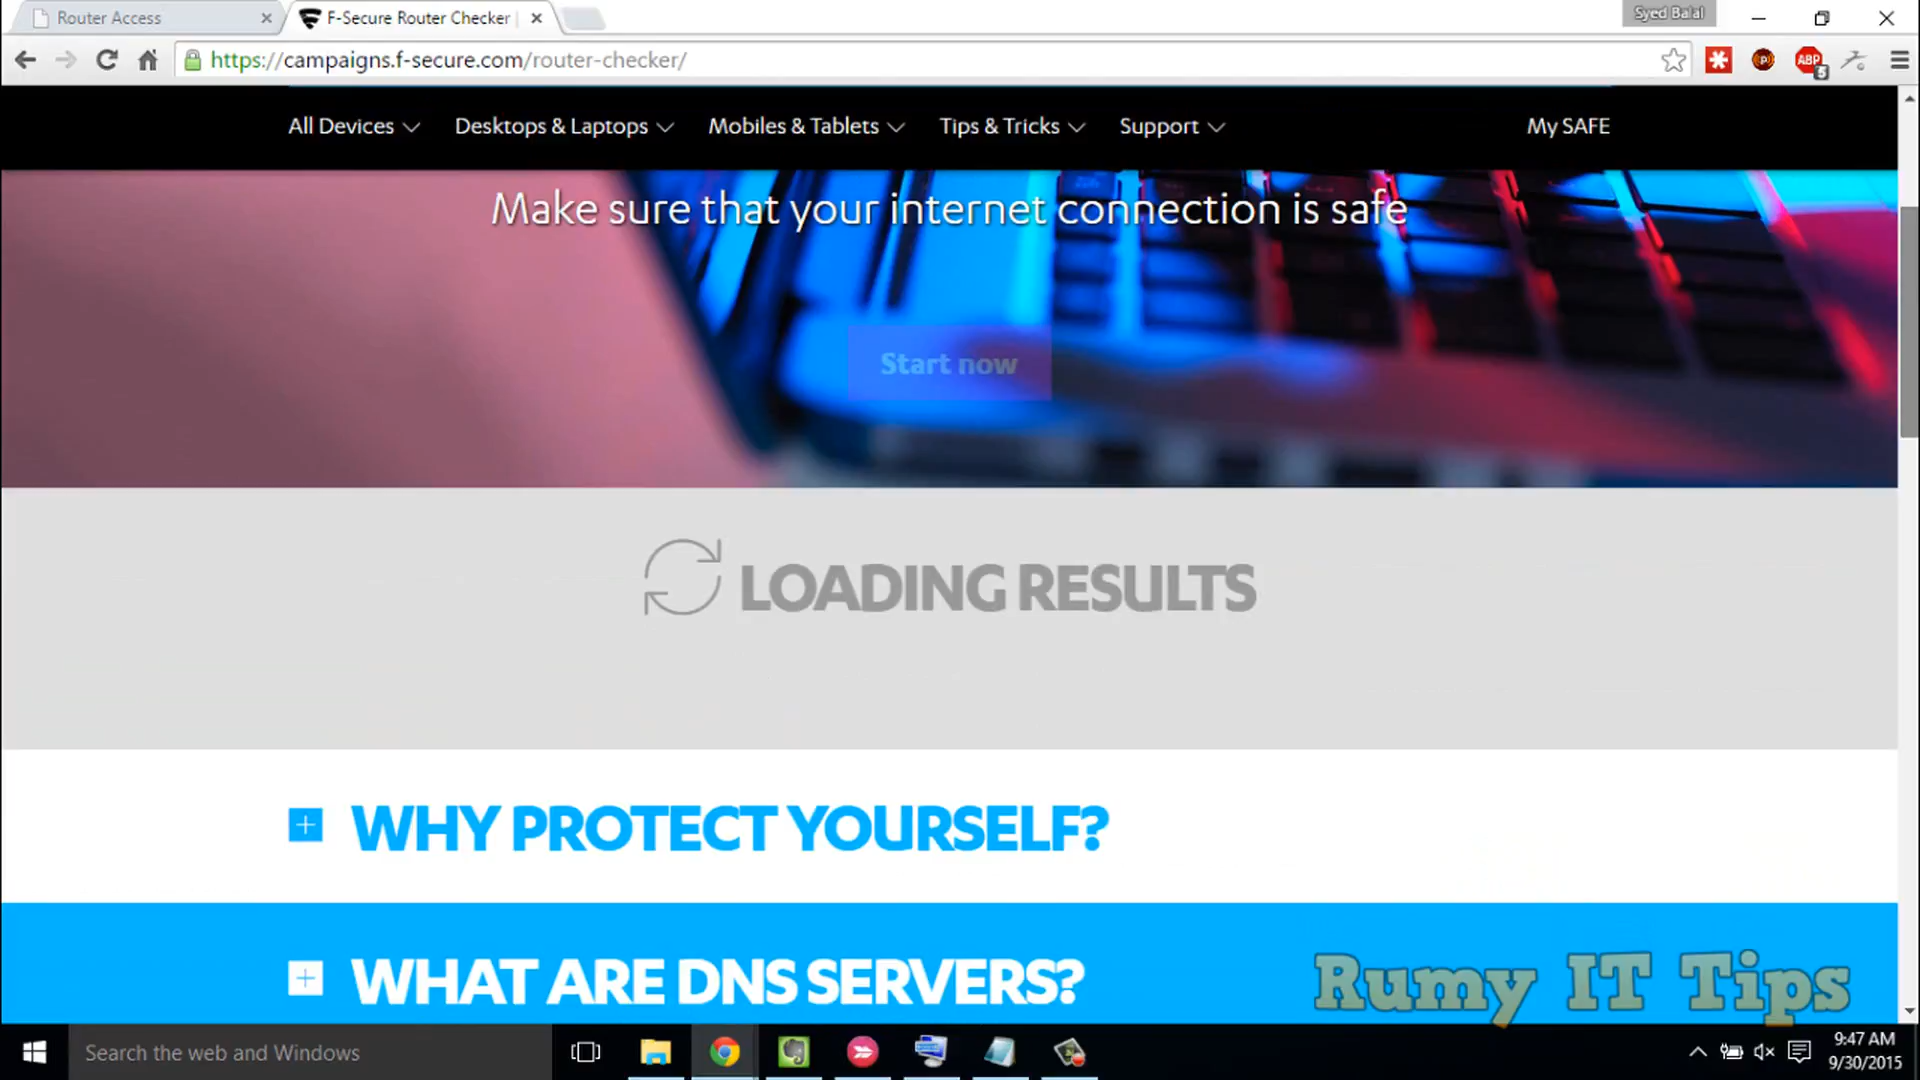 Router Access
F-Secure Router Checker
Syed Balal
https://campaigns.f-secure.com/router-checker/
ABP
5
All Devices
Desktops & Laptops
Mobiles & Tablets
Tips & Tricks
Support
My SAFE
Make sure that your internet connection is safe
Start now
LOADING RESULTS
WHY PROTECT YOURSELF?
WHAT ARE DNS SERVERS?
Rumy IT Tips
Search the web and Windows
9:47 AM
9/30/2015